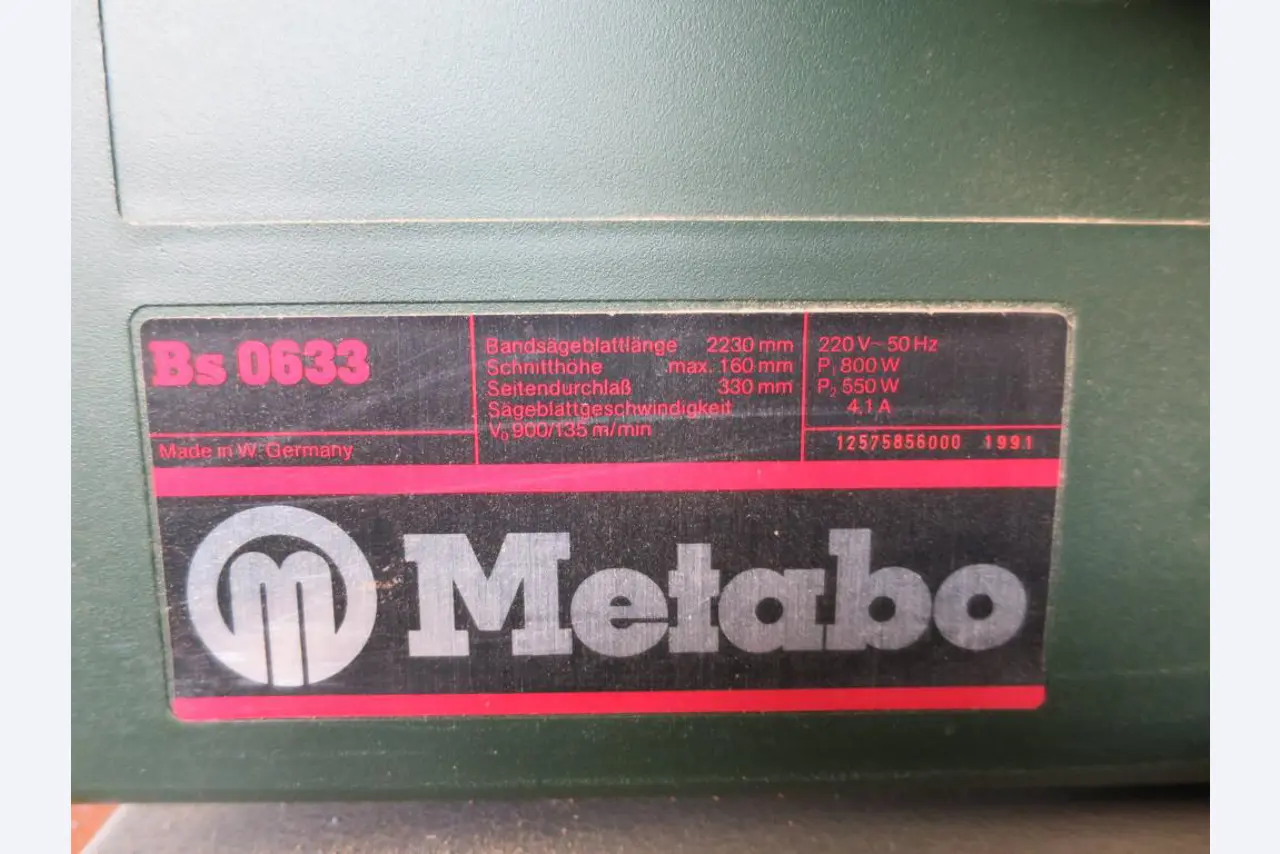 Bs 0633
Made in W. Germany
Bandsägeblattlänge 2230 mm
Schnitthöhe max. 160 mm
Seitendurchlaß 330 mm
Sägeblattgeschwindigkeit
V₀ 900/135 m/min
220 V~50 Hz
P₁ 800 W
P₂ 550 W
4,1 A
12575856000 1991
m Metabo